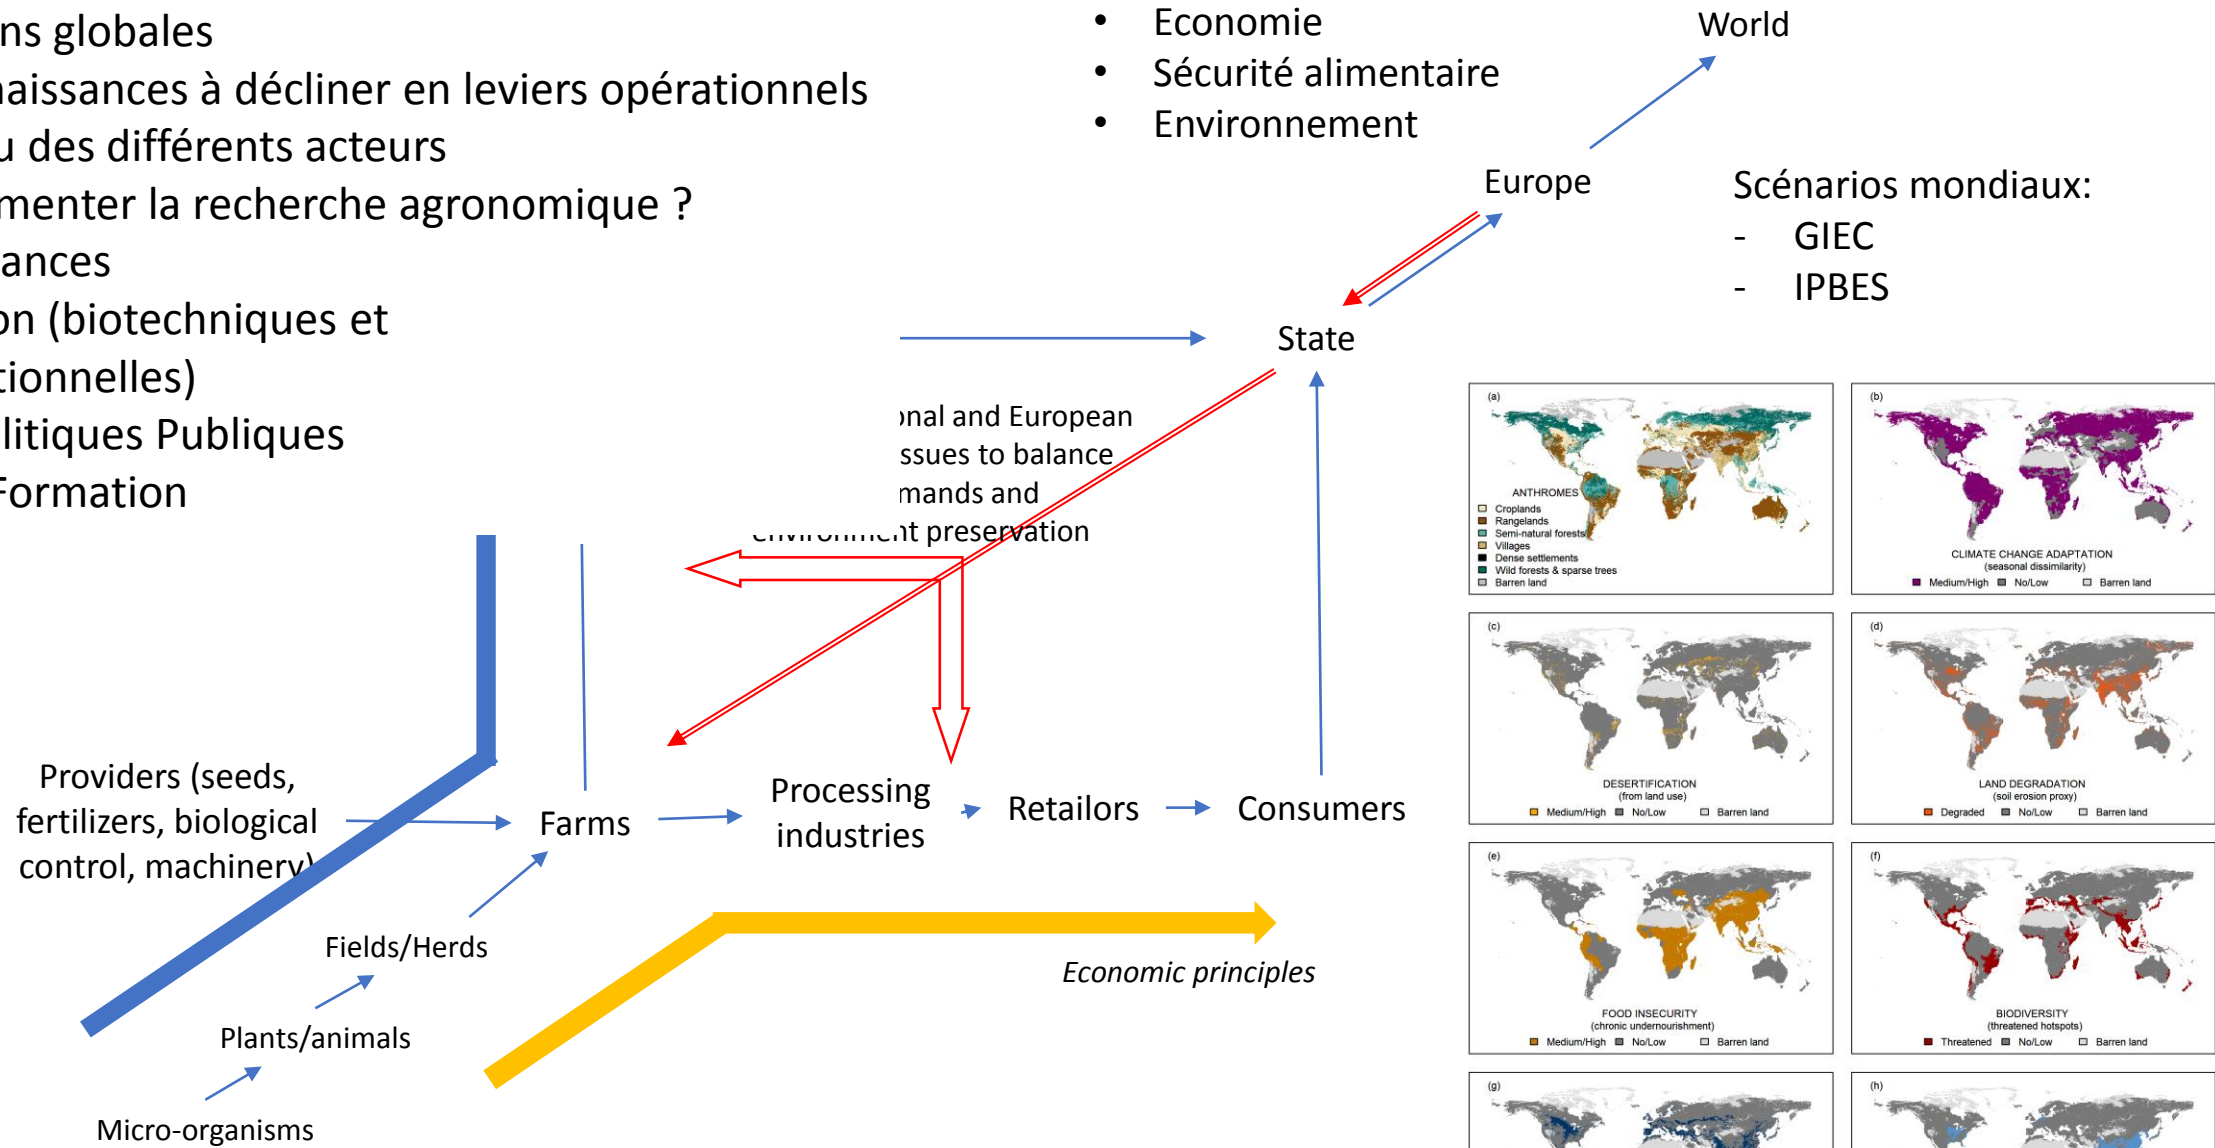 ns globales
naissances à décliner en leviers opérationnels
u des différents acteurs
menter la recherche agronomique ?
ances
on (biotechniques et
tionnelles)
litiques Publiques
Formation
• Economie
• Sécurité alimentaire
• Environnement
World
Europe
Scénarios mondiaux:
- GIEC
- IPBES
State
onal and European
ssues to balance
mands and
environment preservation
Providers (seeds,
fertilizers, biological
control, machinery)
Farms
Processing
industries
Retailors
Consumers
Fields/Herds
Plants/animals
Micro-organisms
Economic principles
(a)
ANTHROMES
Croplands
Rangelands
Semi-natural forests
Villages
Dense settlements
Wild forests & sparse trees
Barren land
(b)
CLIMATE CHANGE ADAPTATION
(seasonal dissimilarity)
Medium/High No/Low Barren land
(c)
DESERTIFICATION
(from land use)
Medium/High No/Low Barren land
(d)
LAND DEGRADATION
(soil erosion proxy)
Degraded No/Low Barren land
(e)
FOOD INSECURITY
(chronic undernourishment)
Medium/High No/Low Barren land
(f)
BIODIVERSITY
(threatened hotspots)
Threatened No/Low Barren land
(g)
(h)